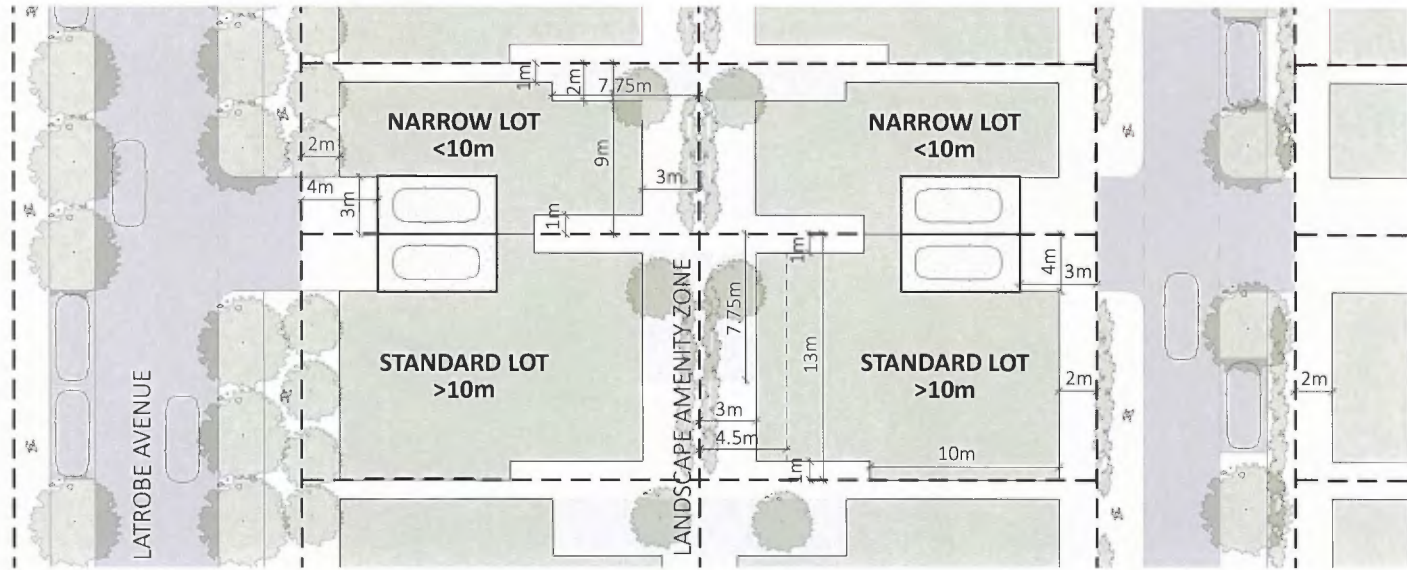 1m
2m
7.75m
NARROW LOT
<10m
NARROW LOT
<10m
2m
9m
3m
4m
3m
1m
1m
4m
3m
7.75m
LATROBE AVENUE
STANDARD LOT
>10m
LANDSCAPE AMENITY ZONE
13m
STANDARD LOT
>10m
2m
2m
3m
4.5m
1m
10m